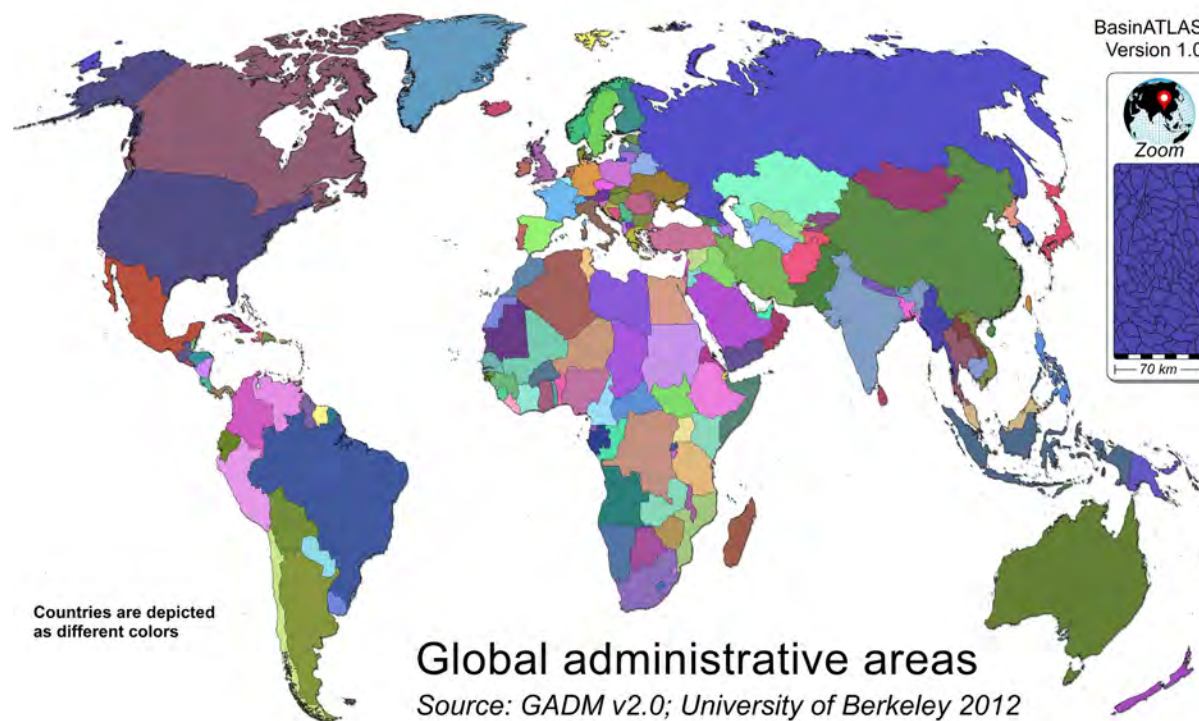 BasinATLAS
Version 1.0
Zoom
70 km
Countries are depicted
as different colors
Global administrative areas
Source: GADM v2.0; University of Berkeley 2012